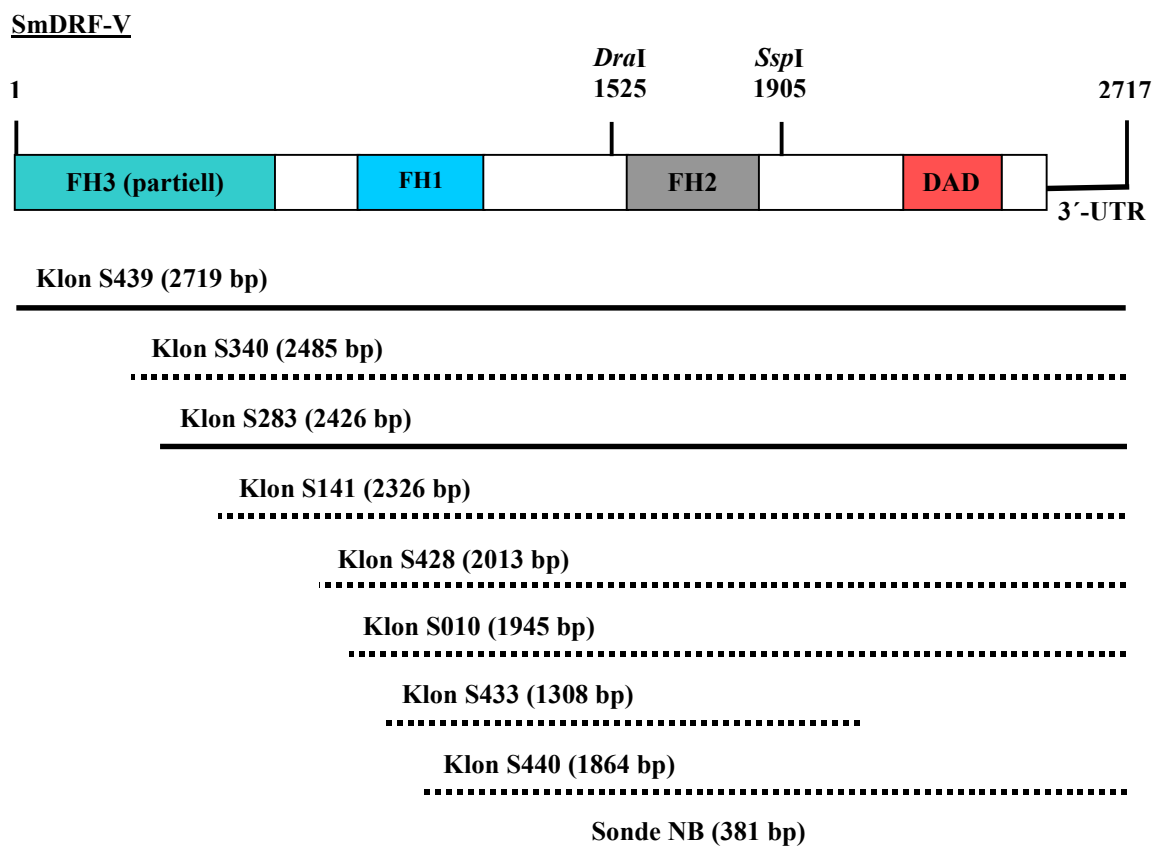 SmDRF-V
DraI SspI
1 1525 1905 2717
FH3 (partiell) FH1 FH2 DAD
3´-UTR
Klon S439 (2719 bp)
Klon S340 (2485 bp)
Klon S283 (2426 bp)
Klon S141 (2326 bp)
Klon S428 (2013 bp)
Klon S010 (1945 bp)
Klon S433 (1308 bp)
Klon S440 (1864 bp)
Sonde NB (381 bp)